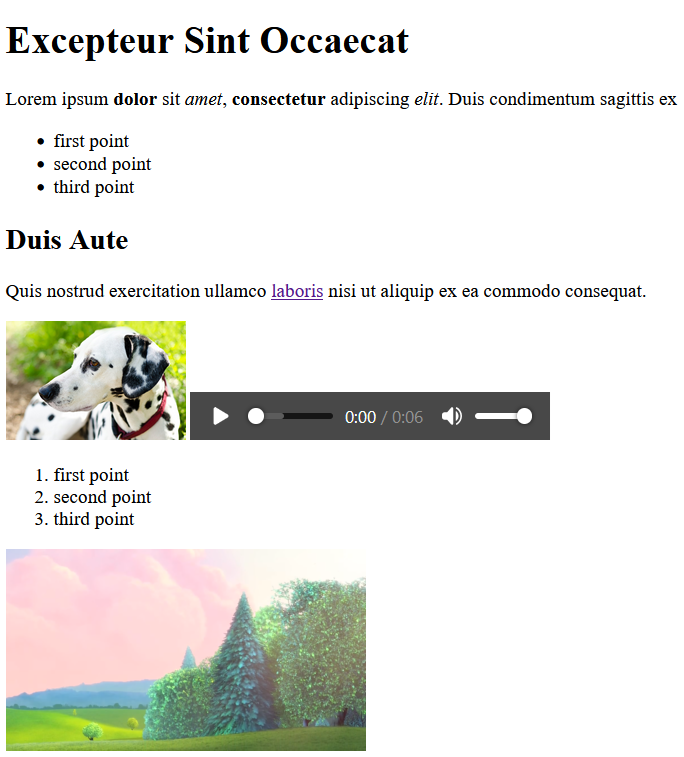 Excepteur Sint Occaecat
Lorem ipsum dolor sit amet, consectetur adipiscing elit. Duis condimentum sagittis ex
• first point
• second point
• third point
Duis Aute
Quis nostrud exercitation ullamco laboris nisi ut aliquip ex ea commodo consequat.
0:00 / 0:06
1. first point
2. second point
3. third point